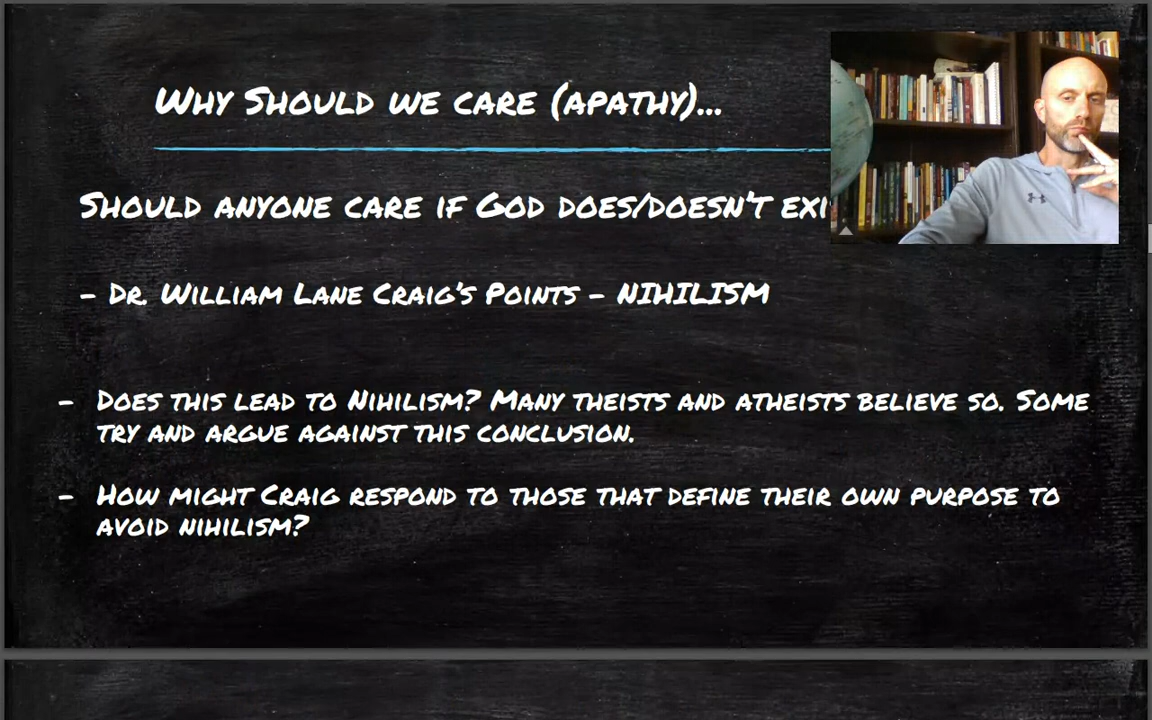 Why Should we care (apathy)...
Should anyone care if God does/doesn't
- Dr. William Lane Craig's Points - NIHILISM
- Does this lead to Nihilism? Many theists and atheists believe so. Some
try and argue against this conclusion.
- How might Craig respond to those that define their own purpose to
avoid nihilism?